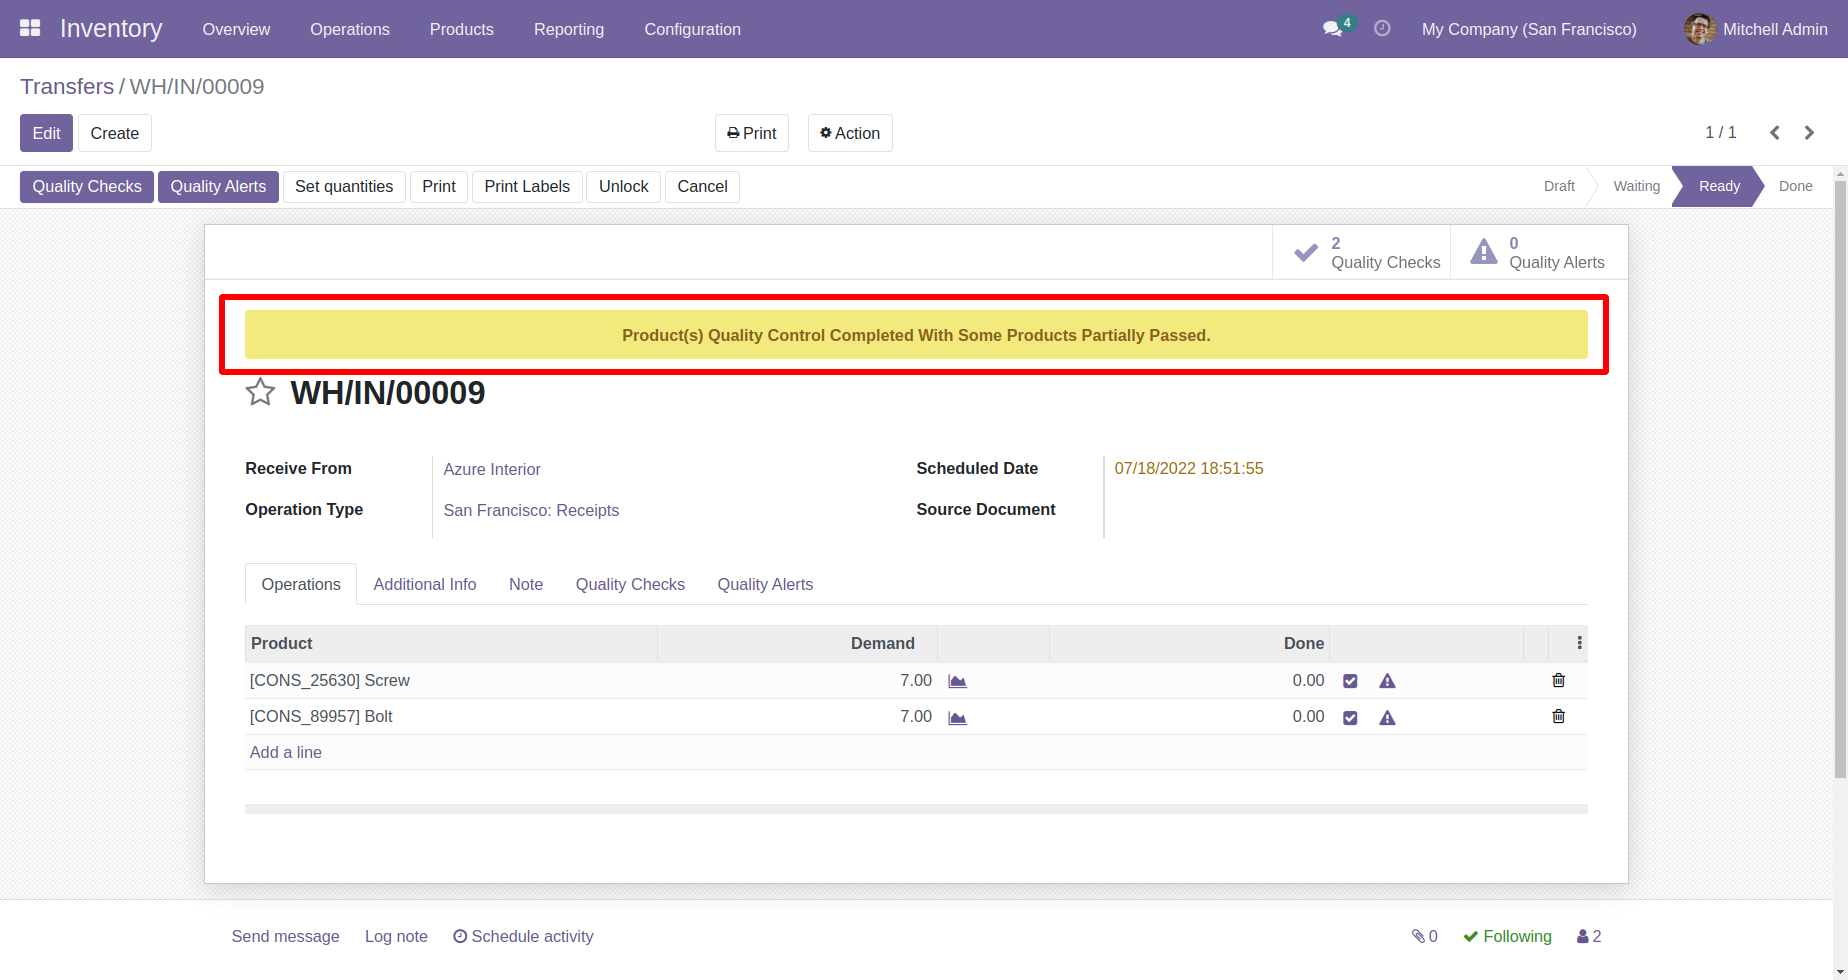 Inventory Overview Operations Products Reporting Configuration 4 My Company (San Francisco) Mitchell Admin
Transfers / WH/IN/00009
Edit Create Print Action 1 / 1
Quality Checks Quality Alerts Set quantities Print Print Labels Unlock Cancel Draft Waiting Ready Done
2 Quality Checks
0 Quality Alerts
Product(s) Quality Control Completed With Some Products Partially Passed.
WH/IN/00009
Receive From Azure Interior Scheduled Date 07/18/2022 18:51:55
Operation Type San Francisco: Receipts Source Document
Operations Additional Info Note Quality Checks Quality Alerts
Product Demand Done
[CONS_25630] Screw 7.00 0.00
[CONS_89957] Bolt 7.00 0.00
Add a line
Send message Log note Schedule activity 0 Following 2